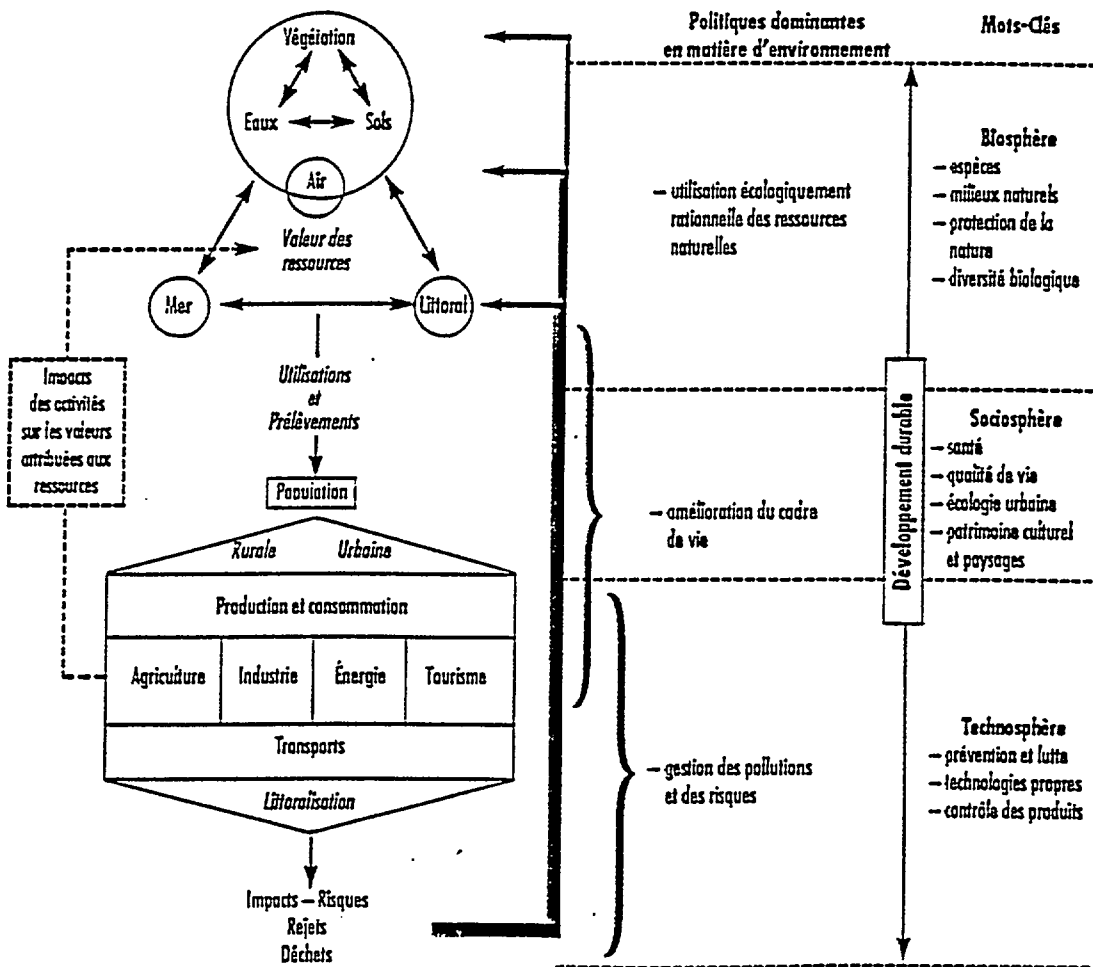 Politiques dominantes
en matière d'environnement
Mots-Clés
Végétation
Eaux
Sols
Air
Valeur des
ressources
Mer
Littoral
Utilisations
et
Prélèvements
Impacts
des activités
sur les valeurs
attribuées aux
ressources
Population
Rurale
Urbaine
Production et consommation
Agriculture
Industrie
Énergie
Tourisme
Transports
Littoralisation
Impacts – Risques
Rejets
Déchets
– utilisation écologiquement
rationnelle des ressources
naturelles
– amélioration du cadre
de vie
– gestion des pollutions
et des risques
Développement durable
Biosphère
– espèces
– milieux naturels
– protection de la
nature
– diversité biologique
Sociosphère
– santé
– qualité de vie
– écologie urbaine
– patrimoine culturel
et paysages
Technosphère
– prévention et lutte
– technologies propres
– contrôle des produits